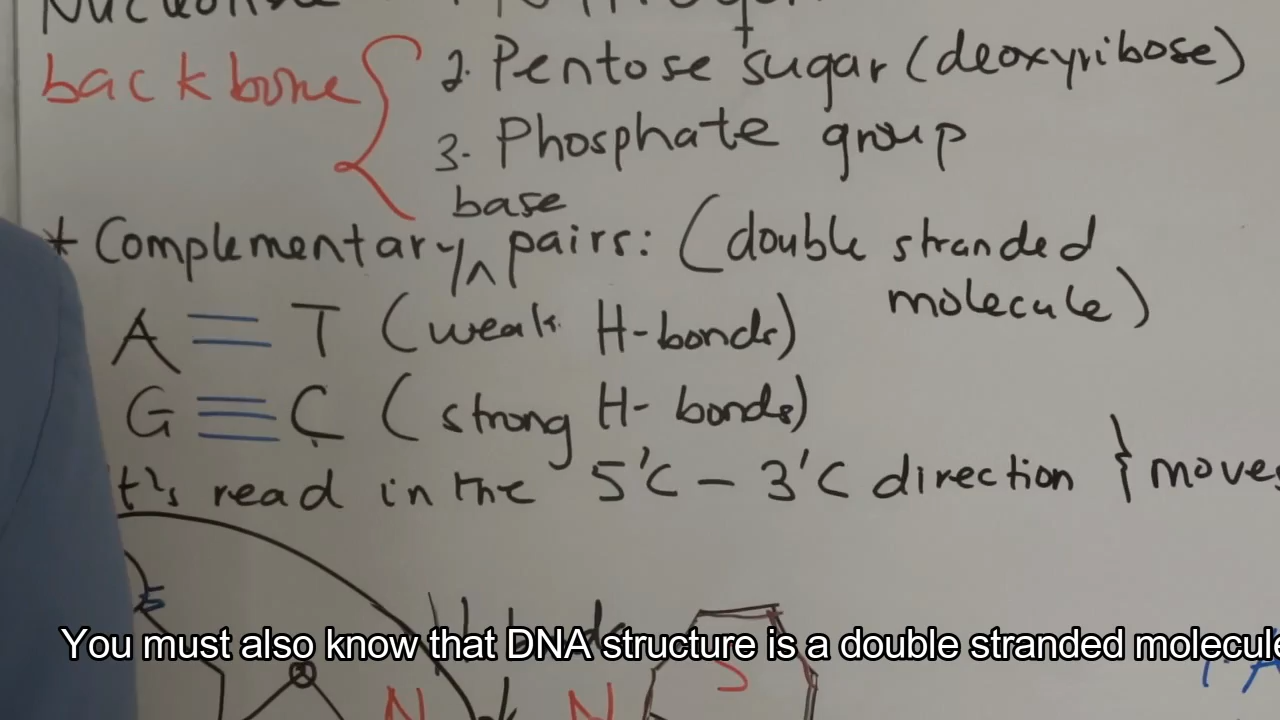 backbone { 2. Pentose sugar (deoxyribose)
3. Phosphate group
base
* Complementary ^ pairs: (double stranded
molecule)
A = T (weak H-bonds)
G ≡ C (strong H-bonds)
It's read in the 5'C - 3'C direction } moves
You must also know that DNA structure is a double stranded molecule
N N S